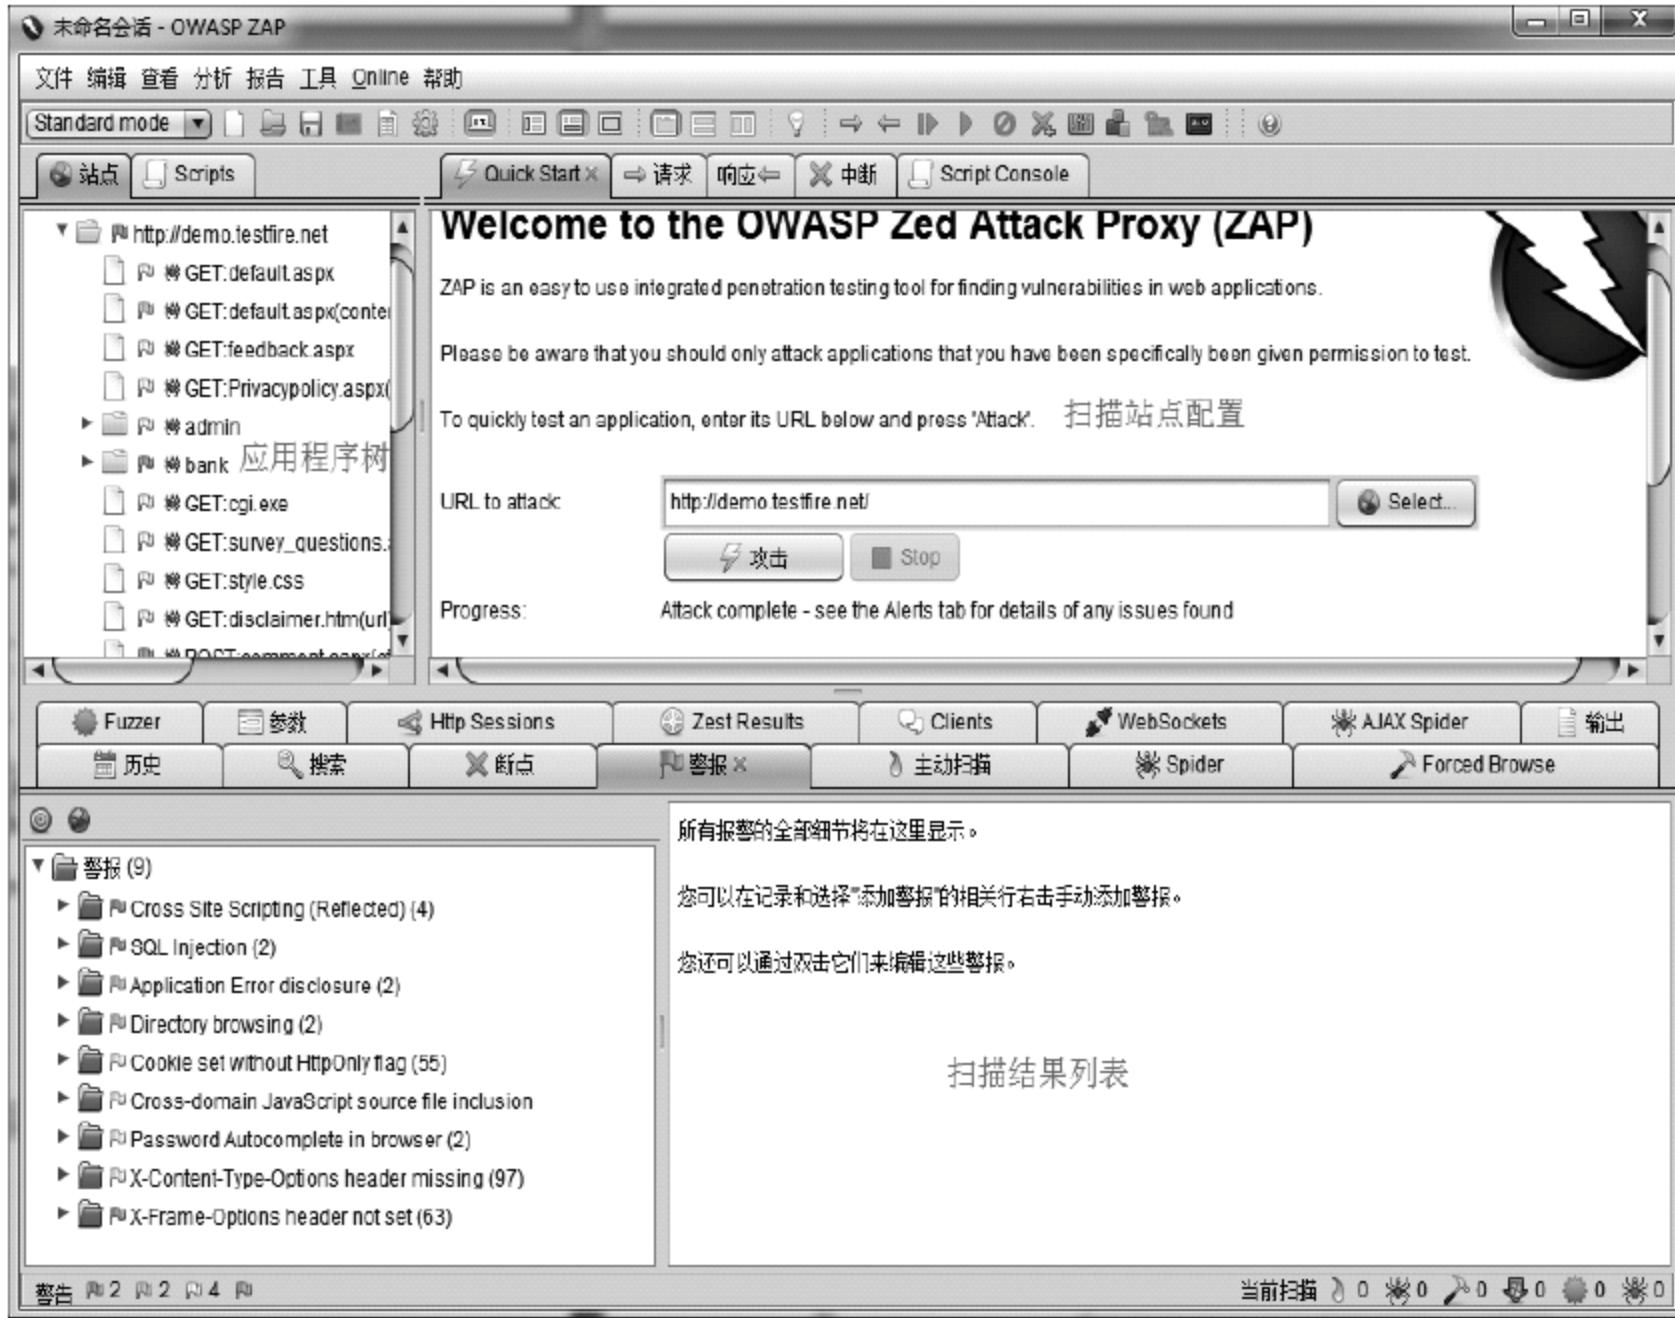 未命名会话 - OWASP ZAP
文件 编辑 查看 分析 报告 工具 Online 帮助
Standard mode
站点 Scripts
Quick Start 请求 响应 中断 Script Console
http://demo.testfire.net
GET:default.aspx
GET:default.aspx(conte
GET:feedback.aspx
GET:Privacypolicy.aspx(
admin
bank
应用程序树
GET:cgi.exe
GET:survey_questions.
GET:style.css
GET:disclaimer.htm(url)
Welcome to the OWASP Zed Attack Proxy (ZAP)
ZAP is an easy to use integrated penetration testing tool for finding vulnerabilities in web applications.
Please be aware that you should only attack applications that you have been specifically been given permission to test.
To quickly test an application, enter its URL below and press 'Attack'.
扫描站点配置
URL to attack: http://demo.testfire.net/ Select...
攻击 Stop
Progress: Attack complete - see the Alerts tab for details of any issues found
Fuzzer 参数 Http Sessions Zest Results Clients WebSockets AJAX Spider 输出
历史 搜索 断点 警报 主动扫描 Spider Forced Browse
警报 (9)
Cross Site Scripting (Reflected) (4)
SQL Injection (2)
Application Error disclosure (2)
Directory browsing (2)
Cookie set without HttpOnly flag (55)
Cross-domain JavaScript source file inclusion
Password Autocomplete in browser (2)
X-Content-Type-Options header missing (97)
X-Frame-Options header not set (63)
所有报警的全部细节将在这里显示。
您可以在记录和选择"添加警报"的相关行右击手动添加警报。
您还可以通过双击它们来编辑这些警报。
扫描结果列表
警告 2 2 4
当前扫描 0 0 0 0 0 0